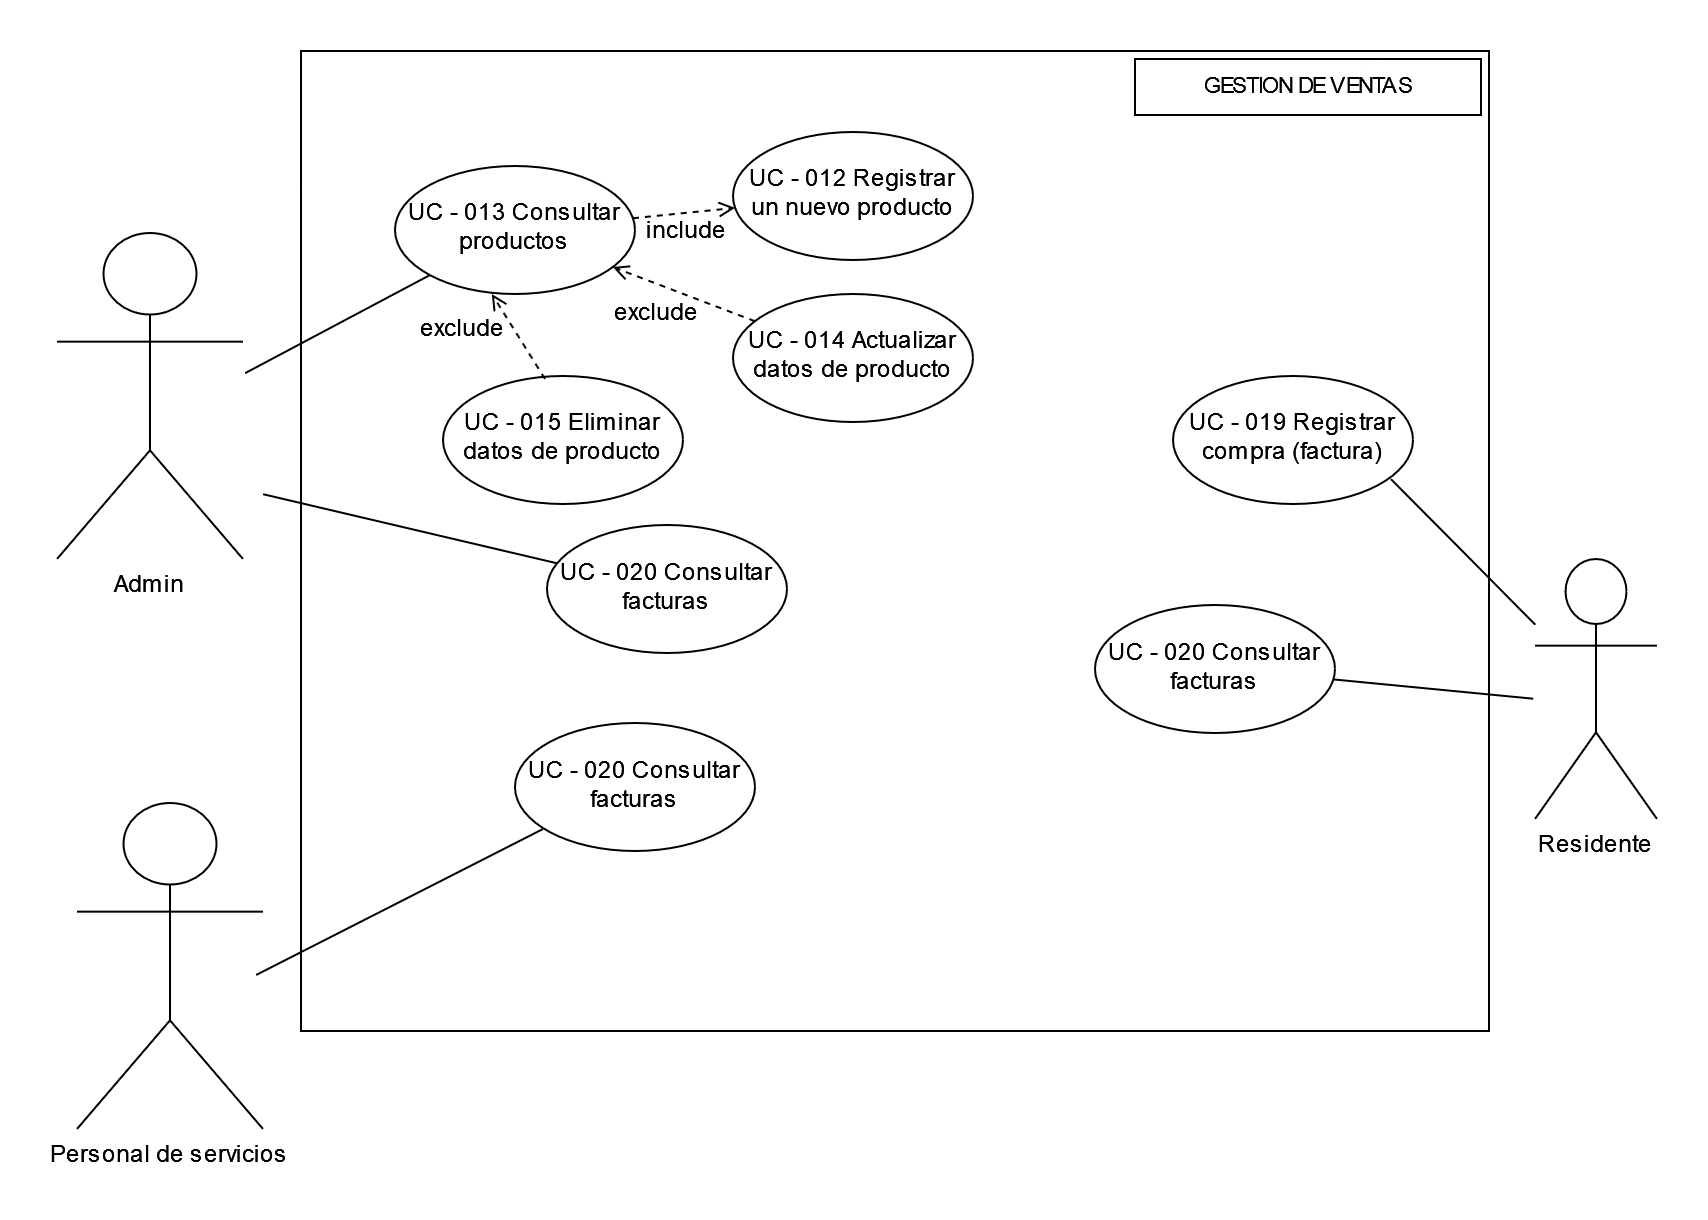 GESTION DE VENTAS
UC - 012 Registrar
un nuevo producto
UC - 013 Consultar
productos
include
exclude
exclude
UC - 014 Actualizar
datos de producto
UC - 015 Eliminar
datos de producto
UC - 019 Registrar
compra (factura)
UC - 020 Consultar
facturas
Admin
UC - 020 Consultar
facturas
UC - 020 Consultar
facturas
Residente
Personal de servicios